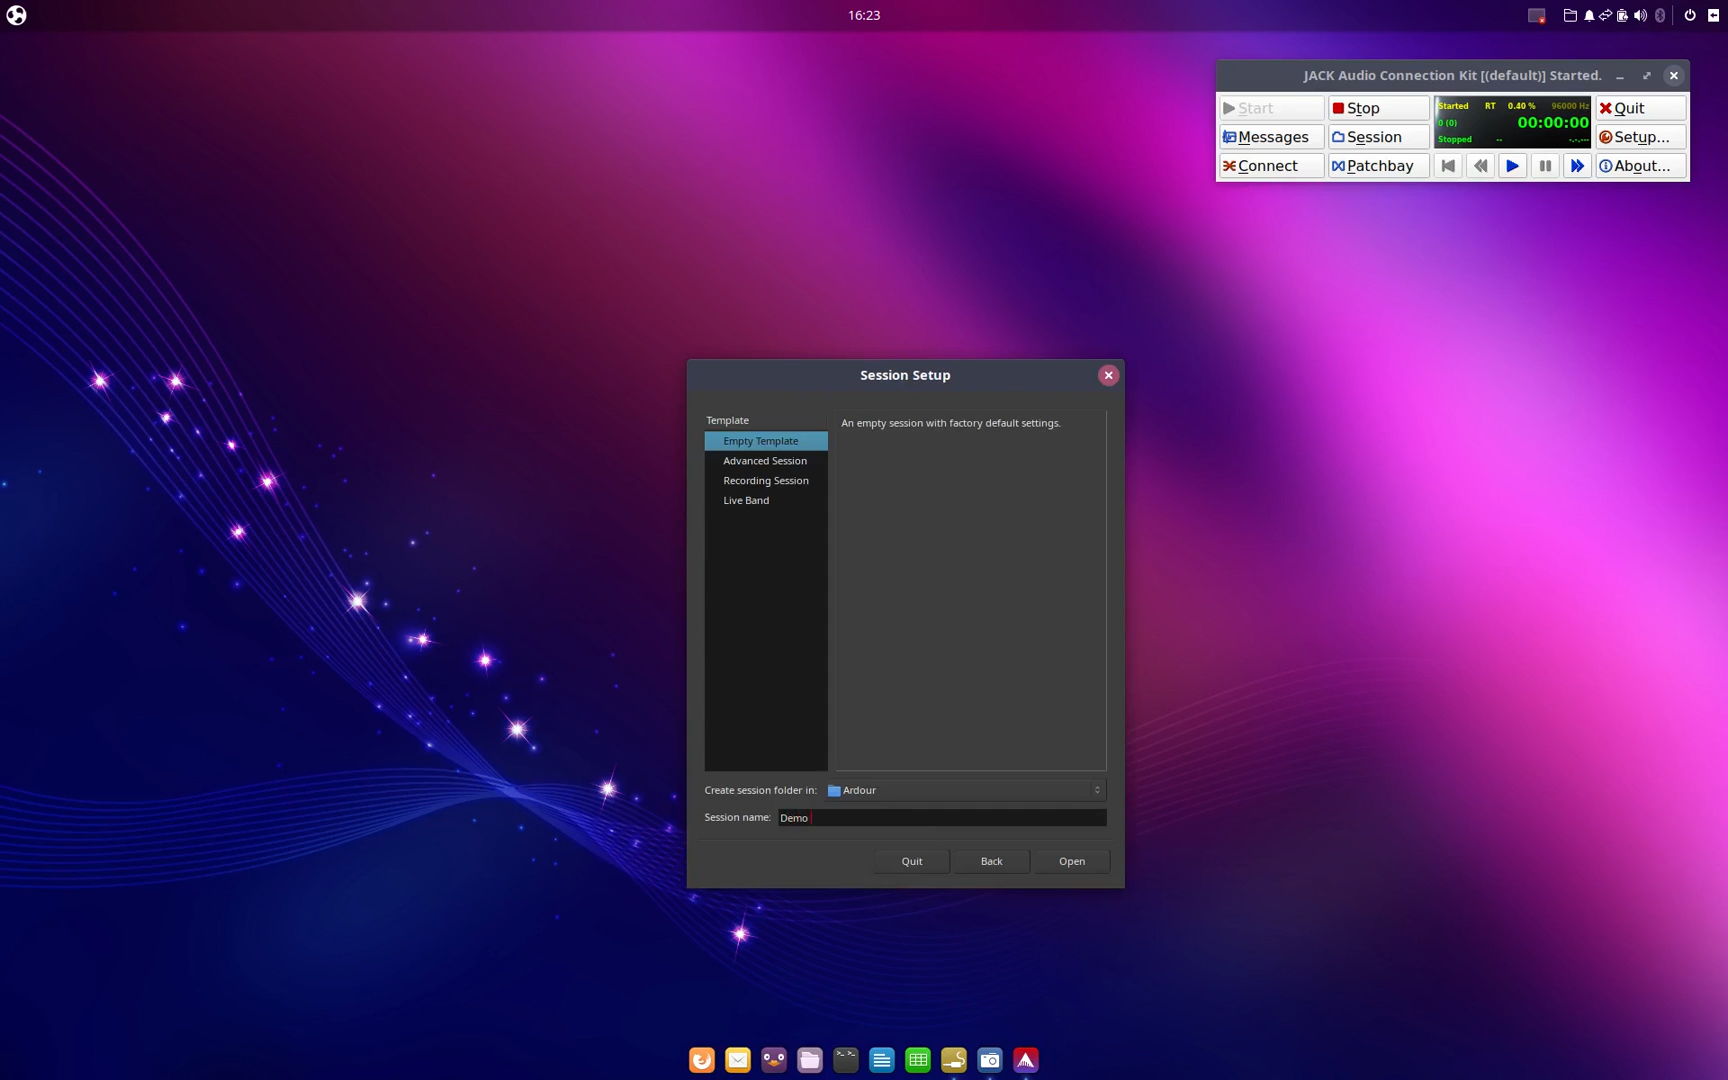 16:23
JACK Audio Connection Kit [(default)] Started.
Start
Stop
Started RT 0.40 % 96000 Hz
Quit
0 (0) 00:00:00
Messages
Session
Stopped -- -.-.---
Setup...
Connect
Patchbay
About...
Session Setup
Template
Empty Template
Advanced Session
Recording Session
Live Band
An empty session with factory default settings.
Create session folder in: Ardour
Session name: Demo
Quit
Back
Open